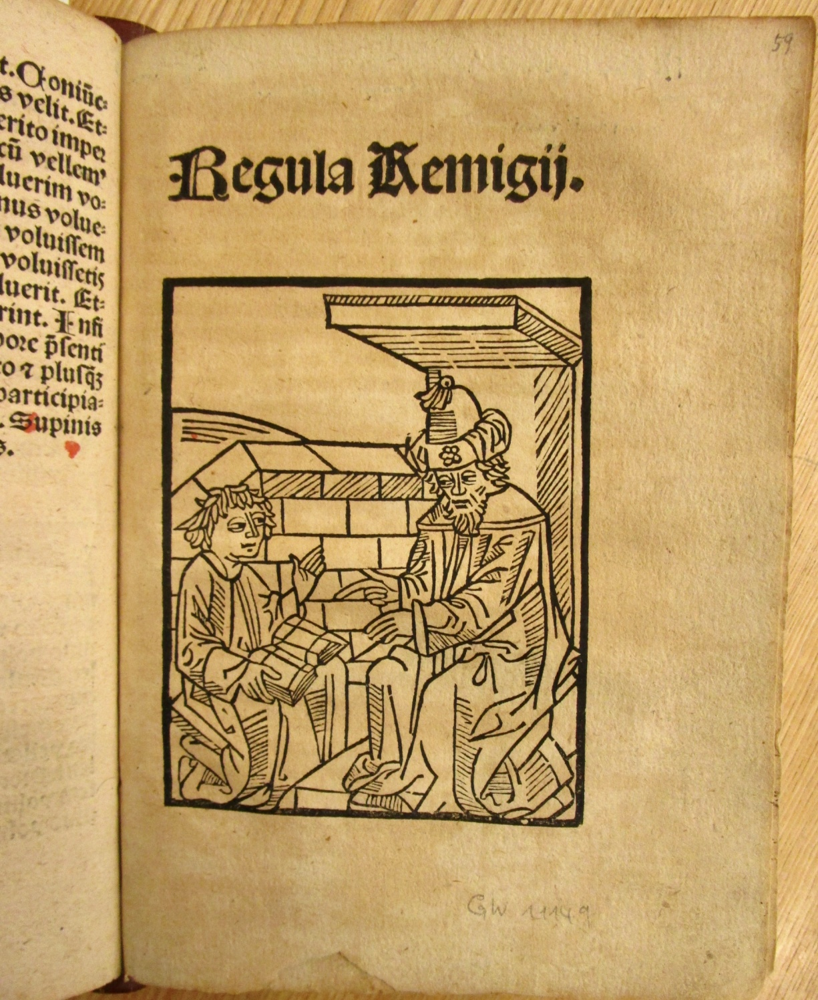 t. Coniūc⸗
s velit. Et⸗
erito imper
cū vellem'
luerim vo⸗
nus volue⸗
voluissem
voluissetis
luerit. Et⸗
rint. Infi
pore p̄senti
to ⁊ plusq̄ꝫ
participia⸗
. Supinis
s.
59
Regula Remigij.
GW 11149